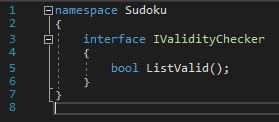 1 namespace Sudoku
2 {
3 interface IValidityChecker
4 {
5 bool ListValid();
6 }
7 }
8